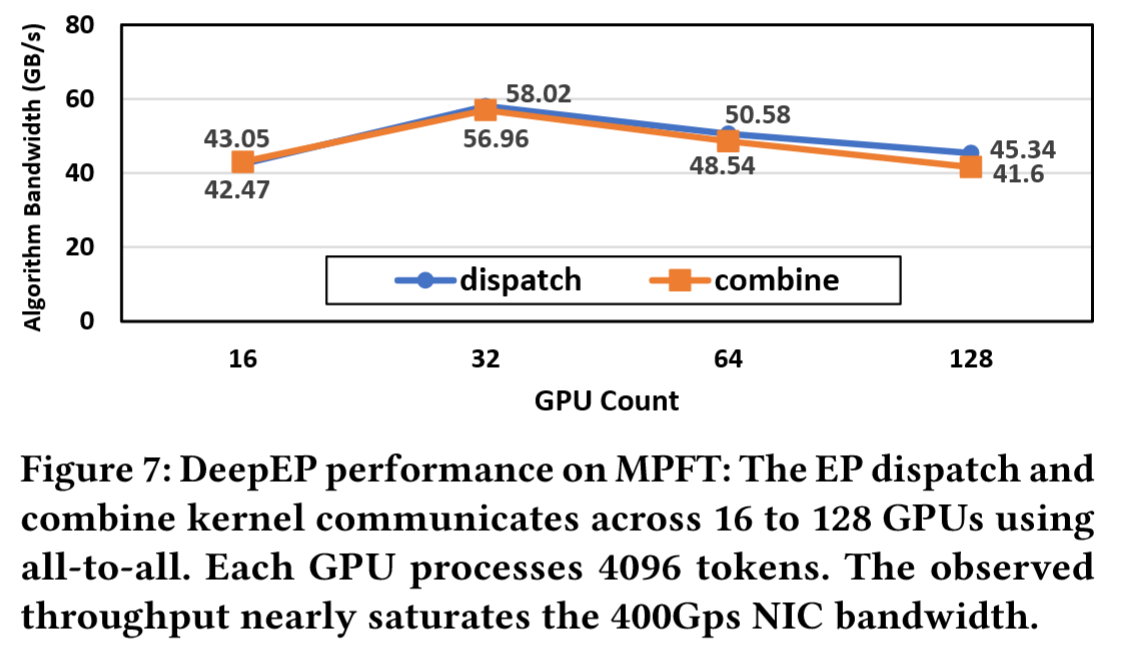 80
60
40
20
0
Algorithm Bandwidth (GB/s)
43.05
42.47
58.02
56.96
50.58
48.54
45.34
41.6
dispatch
combine
16
32
64
128
GPU Count
Figure 7: DeepEP performance on MPFT: The EP dispatch and
combine kernel communicates across 16 to 128 GPUs using
all-to-all. Each GPU processes 4096 tokens. The observed
throughput nearly saturates the 400Gps NIC bandwidth.